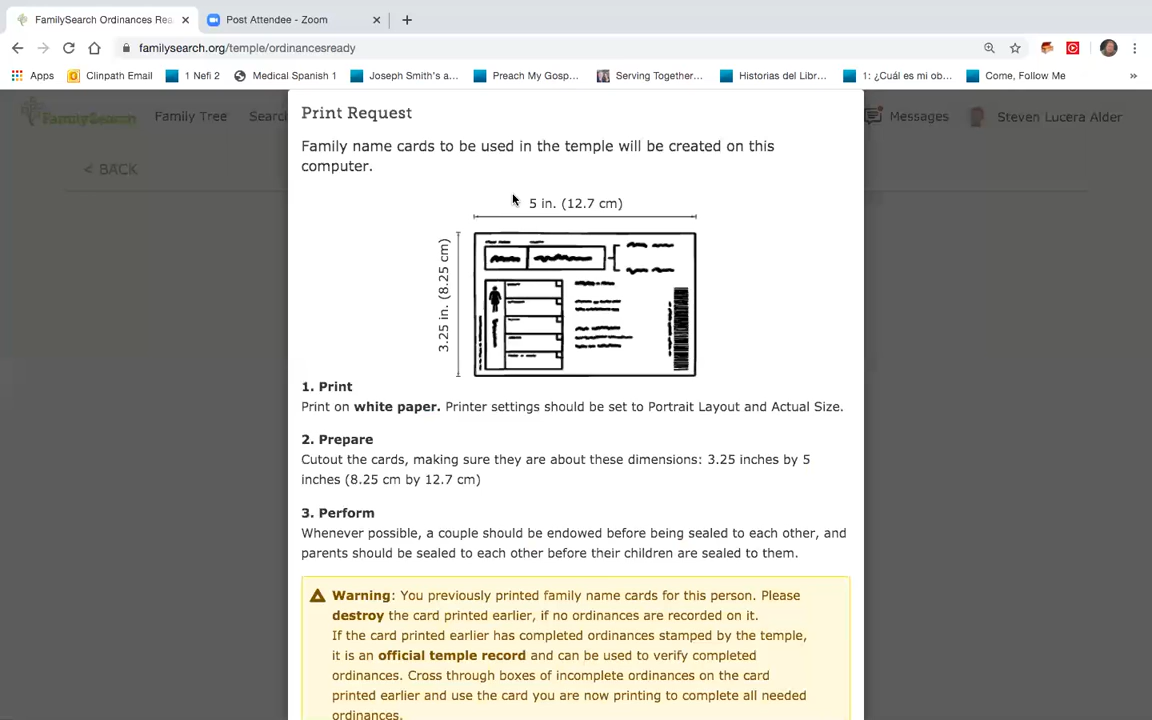 FamilySearch Ordinances Rea
Post Attendee - Zoom
familysearch.org/temple/ordinancesready
Apps Clinpath Email 1 Nefi 2 Medical Spanish 1 Joseph Smith's a... Preach My Gosp... Serving Together... Historias del Libr... 1: ¿Cuál es mi ob... Come, Follow Me »
FamilySearch Family Tree Searc Messages Steven Lucera Alder
< BACK
Print Request
Family name cards to be used in the temple will be created on this
computer.
5 in. (12.7 cm)
3.25 in. (8.25 cm)
1. Print
Print on white paper. Printer settings should be set to Portrait Layout and Actual Size.
2. Prepare
Cutout the cards, making sure they are about these dimensions: 3.25 inches by 5
inches (8.25 cm by 12.7 cm)
3. Perform
Whenever possible, a couple should be endowed before being sealed to each other, and
parents should be sealed to each other before their children are sealed to them.
Warning: You previously printed family name cards for this person. Please
destroy the card printed earlier, if no ordinances are recorded on it.
If the card printed earlier has completed ordinances stamped by the temple,
it is an official temple record and can be used to verify completed
ordinances. Cross through boxes of incomplete ordinances on the card
printed earlier and use the card you are now printing to complete all needed
ordinances.